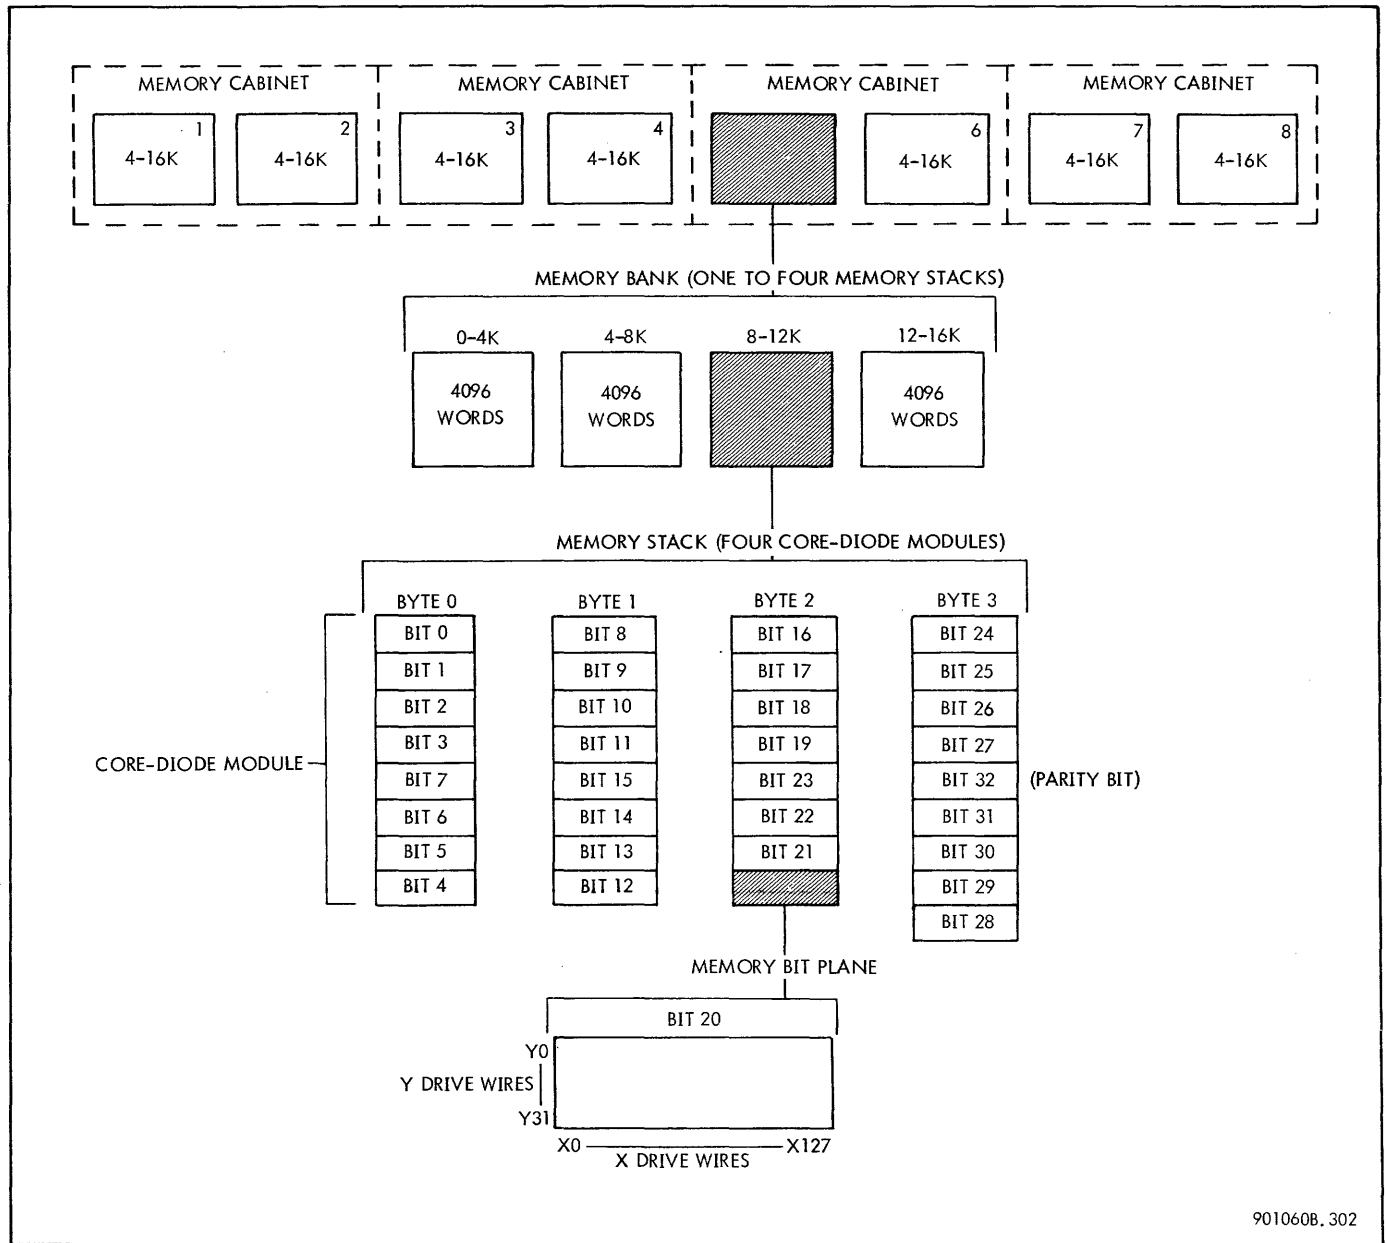 MEMORY CABINET MEMORY CABINET MEMORY CABINET MEMORY CABINET
1 2 3 4 6 7 8
4-16K 4-16K 4-16K 4-16K 4-16K 4-16K 4-16K
MEMORY BANK (ONE TO FOUR MEMORY STACKS)
0-4K 4-8K 8-12K 12-16K
4096 4096 4096
WORDS WORDS WORDS
MEMORY STACK (FOUR CORE-DIODE MODULES)
BYTE 0 BYTE 1 BYTE 2 BYTE 3
BIT 0 BIT 8 BIT 16 BIT 24
BIT 1 BIT 9 BIT 17 BIT 25
BIT 2 BIT 10 BIT 18 BIT 26
BIT 3 BIT 11 BIT 19 BIT 27
CORE-DIODE MODULE BIT 7 BIT 15 BIT 23 BIT 32 (PARITY BIT)
BIT 6 BIT 14 BIT 22 BIT 31
BIT 5 BIT 13 BIT 21 BIT 30
BIT 4 BIT 12 BIT 29
BIT 28
MEMORY BIT PLANE
BIT 20
Y0
Y DRIVE WIRES
Y31
X0 X127
X DRIVE WIRES
901060B.302